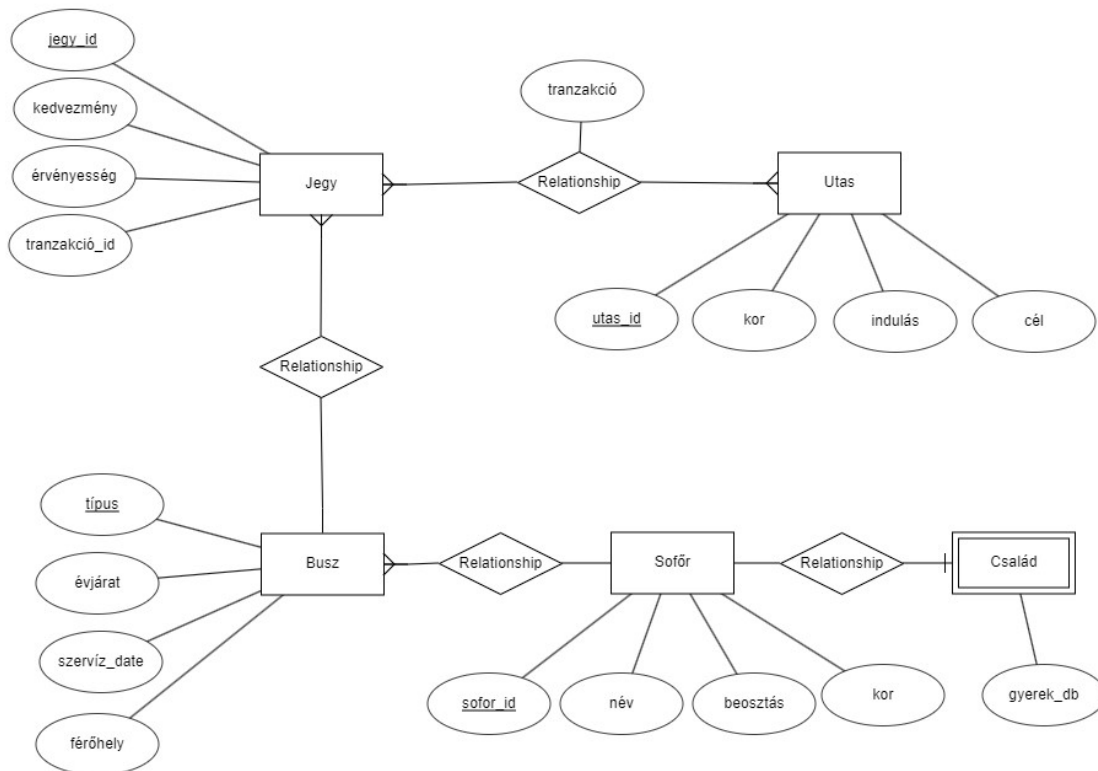 jegy_id
kedvezmény
érvényesség
tranzakció_id
Jegy
tranzakció
Relationship
Utas
utas_id
kor
indulás
cél
Relationship
típus
évjárat
szervíz_date
férőhely
Busz
Relationship
Sofőr
Relationship
Család
sofor_id
név
beosztás
kor
gyerek_db